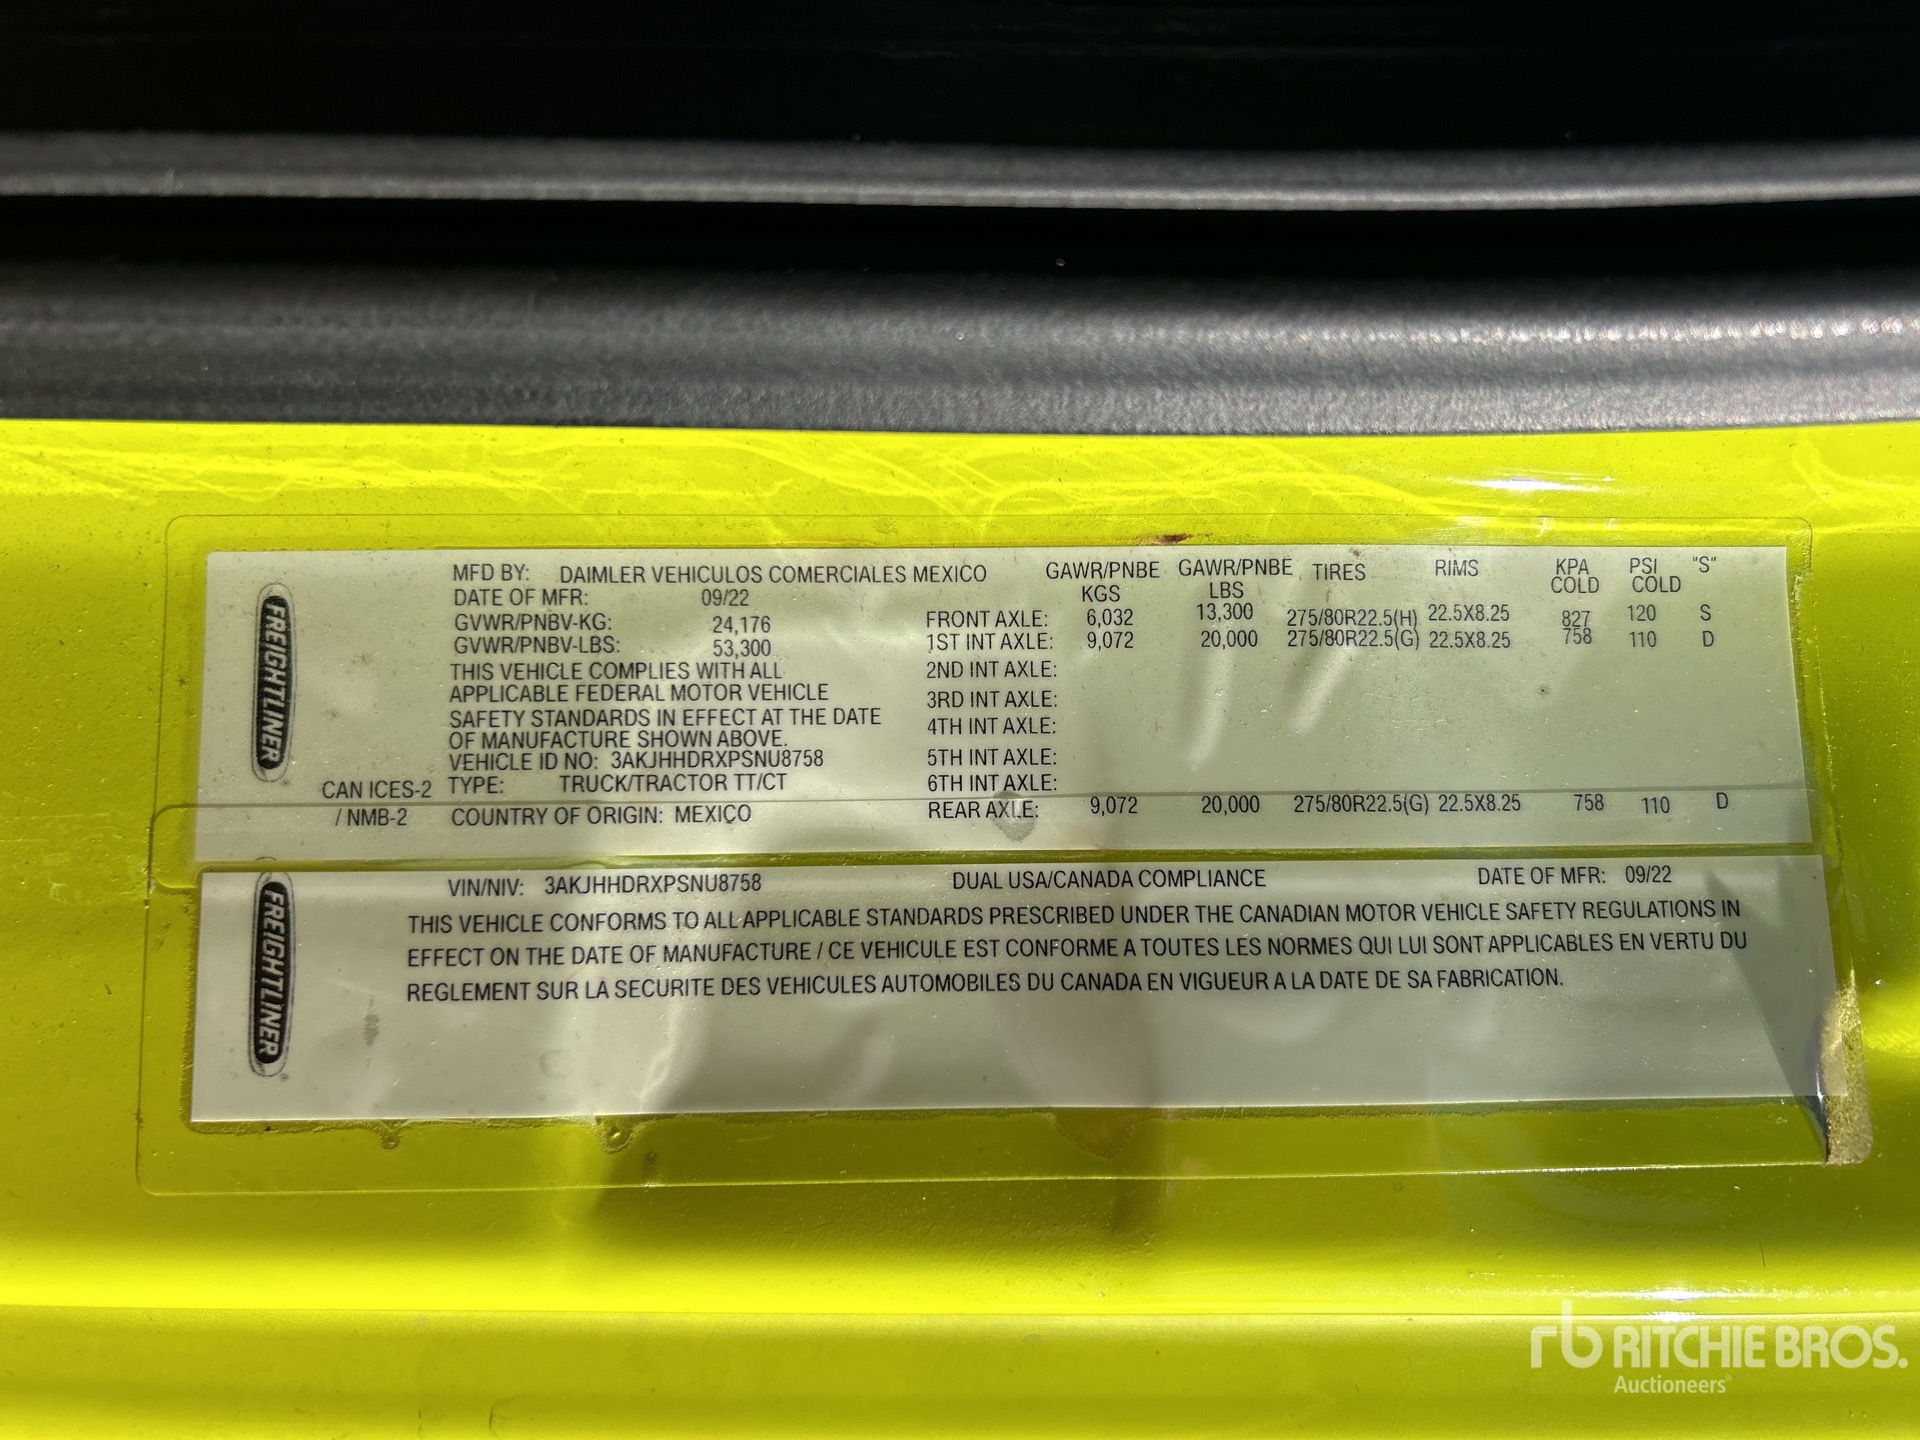 FREIGHTLINER
MFD BY: DAIMLER VEHICULOS COMERCIALES MEXICO
DATE OF MFR: 09/22
GVWR/PNBV-KG: 24,176
GVWR/PNBV-LBS: 53,300
THIS VEHICLE COMPLIES WITH ALL
APPLICABLE FEDERAL MOTOR VEHICLE
SAFETY STANDARDS IN EFFECT AT THE DATE
OF MANUFACTURE SHOWN ABOVE.
VEHICLE ID NO: 3AKJHHDRXPSNU8758
TYPE: TRUCK/TRACTOR TT/CT
COUNTRY OF ORIGIN: MEXICO
CAN ICES-2
/ NMB-2
GAWR/PNBE KGS GAWR/PNBE LBS TIRES RIMS KPA COLD PSI COLD "S"
FRONT AXLE: 6,032 13,300 275/80R22.5(H) 22.5X8.25 827 120 S
1ST INT AXLE: 9,072 20,000 275/80R22.5(G) 22.5X8.25 758 110 D
2ND INT AXLE:
3RD INT AXLE:
4TH INT AXLE:
5TH INT AXLE:
6TH INT AXLE:
REAR AXLE: 9,072 20,000 275/80R22.5(G) 22.5X8.25 758 110 D
FREIGHTLINER
VIN/NIV: 3AKJHHDRXPSNU8758 DUAL USA/CANADA COMPLIANCE DATE OF MFR: 09/22
THIS VEHICLE CONFORMS TO ALL APPLICABLE STANDARDS PRESCRIBED UNDER THE CANADIAN MOTOR VEHICLE SAFETY REGULATIONS IN
EFFECT ON THE DATE OF MANUFACTURE / CE VEHICULE EST CONFORME A TOUTES LES NORMES QUI LUI SONT APPLICABLES EN VERTU DU
REGLEMENT SUR LA SECURITE DES VEHICULES AUTOMOBILES DU CANADA EN VIGUEUR A LA DATE DE SA FABRICATION.
rb RITCHIE BROS.
Auctioneers